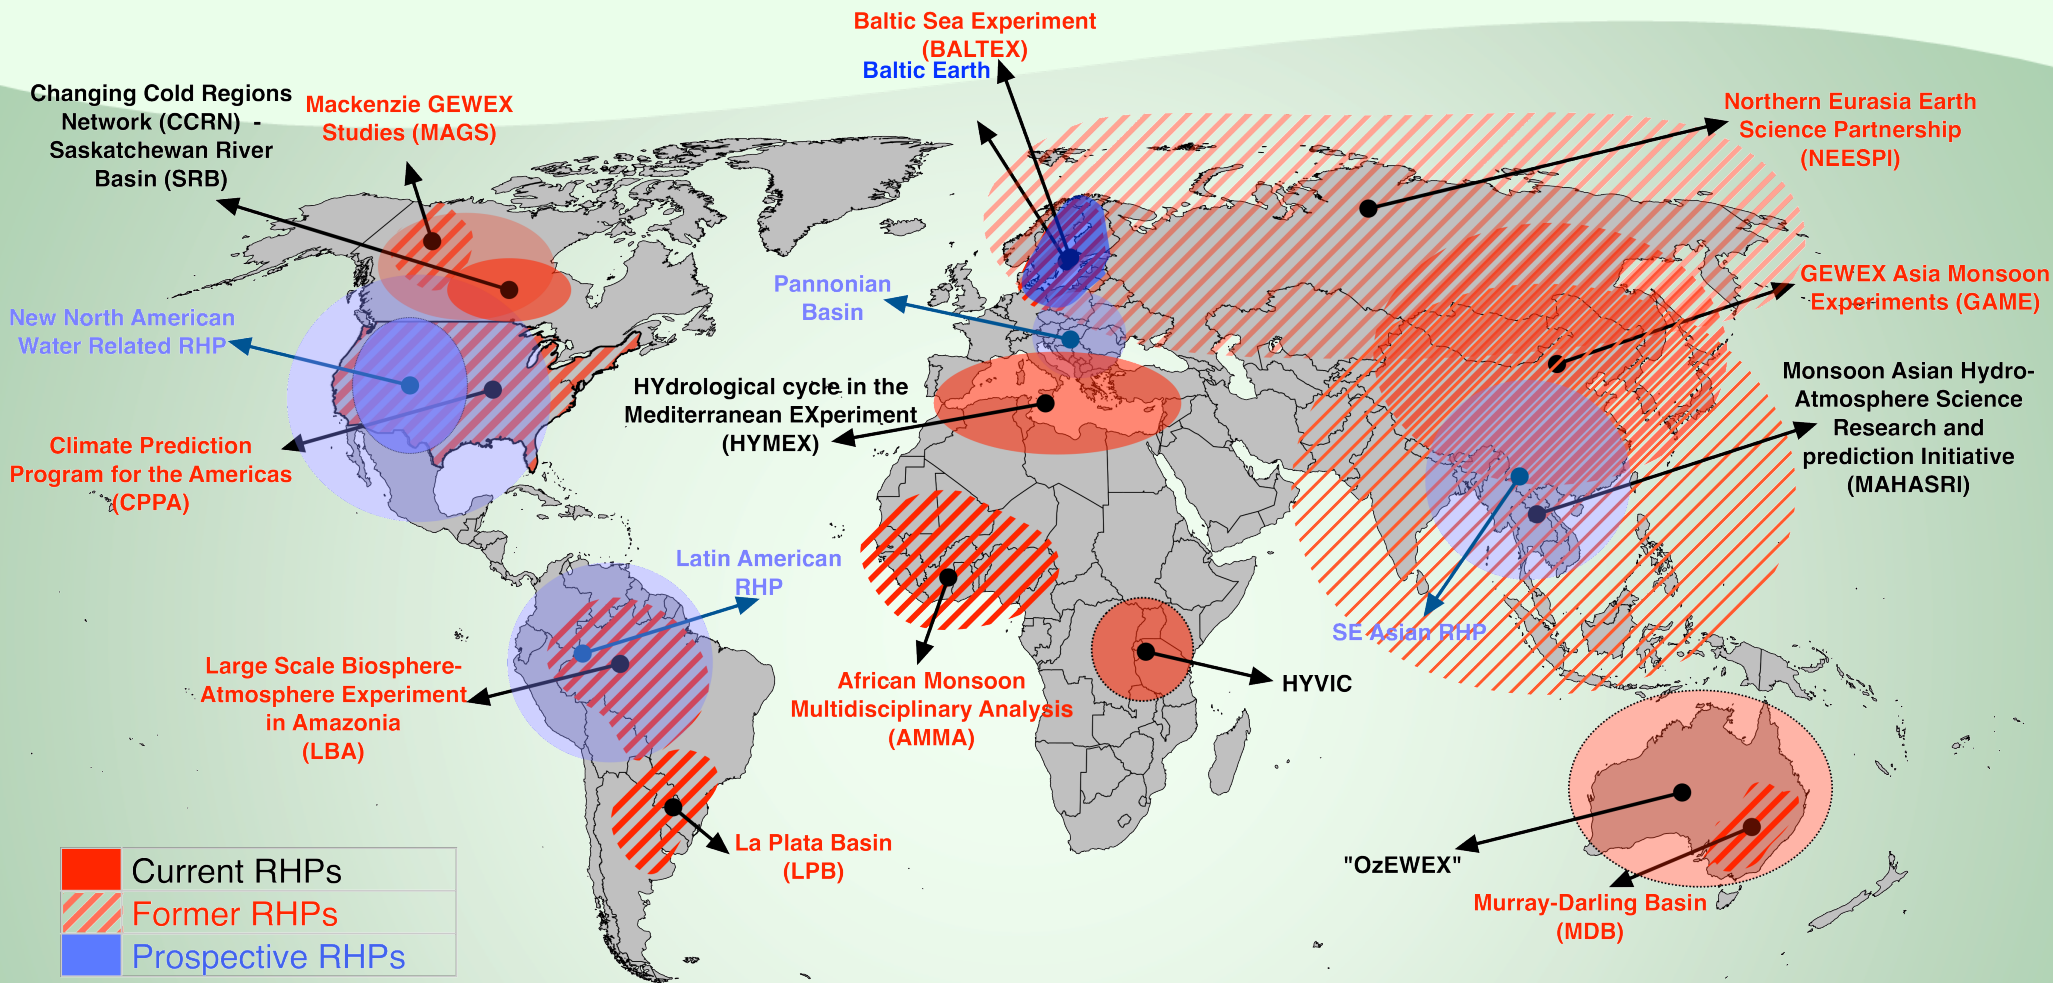 Baltic Sea Experiment
(BALTEX)
Baltic Earth
Changing Cold Regions
Network (CCRN)  -
Saskatchewan River
Basin (SRB)
Mackenzie GEWEX
Studies (MAGS)
Northern Eurasia Earth
Science Partnership
(NEESPI)
GEWEX Asia Monsoon
Experiments (GAME)
Pannonian
Basin
New North American
Water Related RHP
HYdrological cycle in the
Mediterranean EXperiment
(HYMEX)
Monsoon Asian Hydro-
Atmosphere Science
Research and
prediction Initiative
(MAHASRI)
Climate Prediction
Program for the Americas
(CPPA)
Latin American
RHP
SE Asian RHP
Large Scale Biosphere-
Atmosphere Experiment
in Amazonia
(LBA)
African Monsoon
Multidisciplinary Analysis
(AMMA)
HYVIC
La Plata Basin
(LPB)
"OzEWEX"
Murray-Darling Basin
(MDB)
Current RHPs
Former RHPs
Prospective RHPs